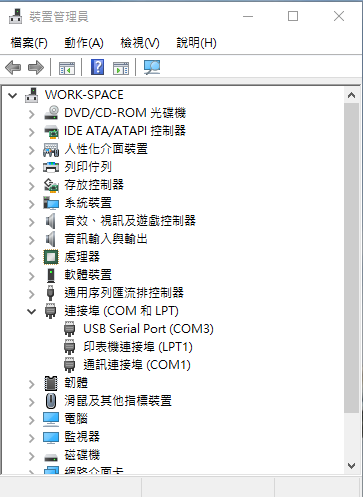 裝置管理員
檔案(F) 動作(A) 檢視(V) 說明(H)
WORK-SPACE
DVD/CD-ROM 光碟機
IDE ATA/ATAPI 控制器
人性化介面裝置
列印佇列
存放控制器
系統裝置
音效、視訊及遊戲控制器
音訊輸入與輸出
處理器
軟體裝置
通用序列匯流排控制器
連接埠 (COM 和 LPT)
USB Serial Port (COM3)
印表機連接埠 (LPT1)
通訊連接埠 (COM1)
韌體
滑鼠及其他指標裝置
電腦
監視器
磁碟機
網路介面卡